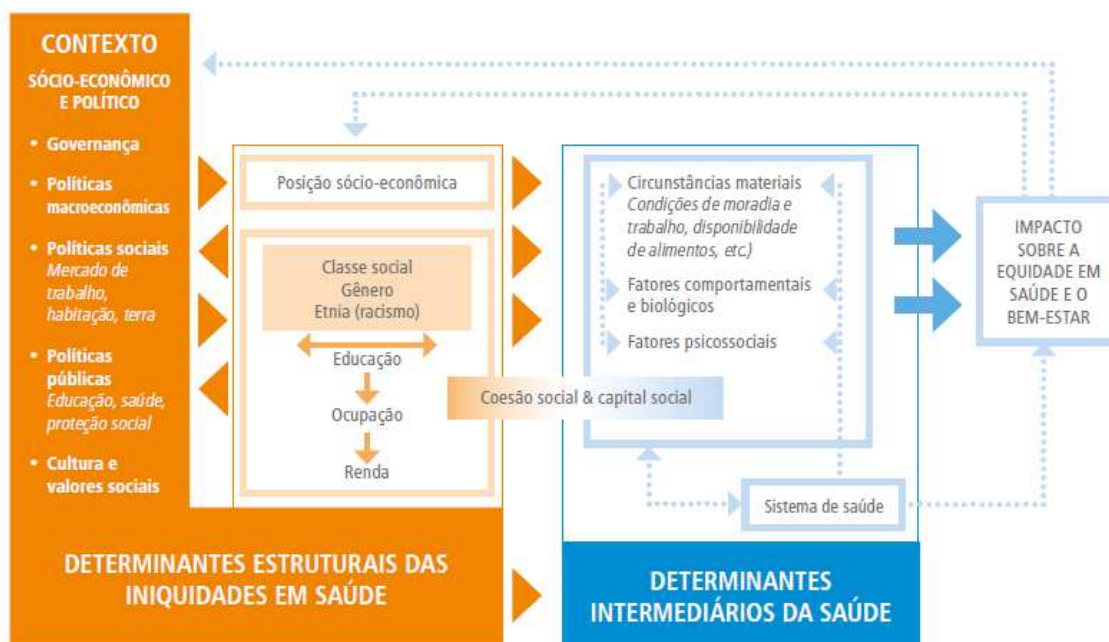 CONTEXTO
SÓCIO-ECONÔMICO
E POLÍTICO
• Governança
• Políticas
macroeconômicas
• Políticas sociais
Mercado de
trabalho,
habitação, terra
• Políticas
públicas
Educação, saúde,
proteção social
• Cultura e
valores sociais
Posição sócio-econômica
Classe social
Gênero
Etnia (racismo)
Educação
Ocupação
Renda
Coesão social & capital social
Circunstâncias materiais
Condições de moradia e
trabalho, disponibilidade
de alimentos, etc.)
Fatores comportamentais
e biológicos
Fatores psicossociais
Sistema de saúde
IMPACTO
SOBRE A
EQUIDADE EM
SAÚDE E O
BEM-ESTAR
DETERMINANTES ESTRUTURAIS DAS
INIQUIDADES EM SAÚDE
DETERMINANTES
INTERMEDIÁRIOS DA SAÚDE